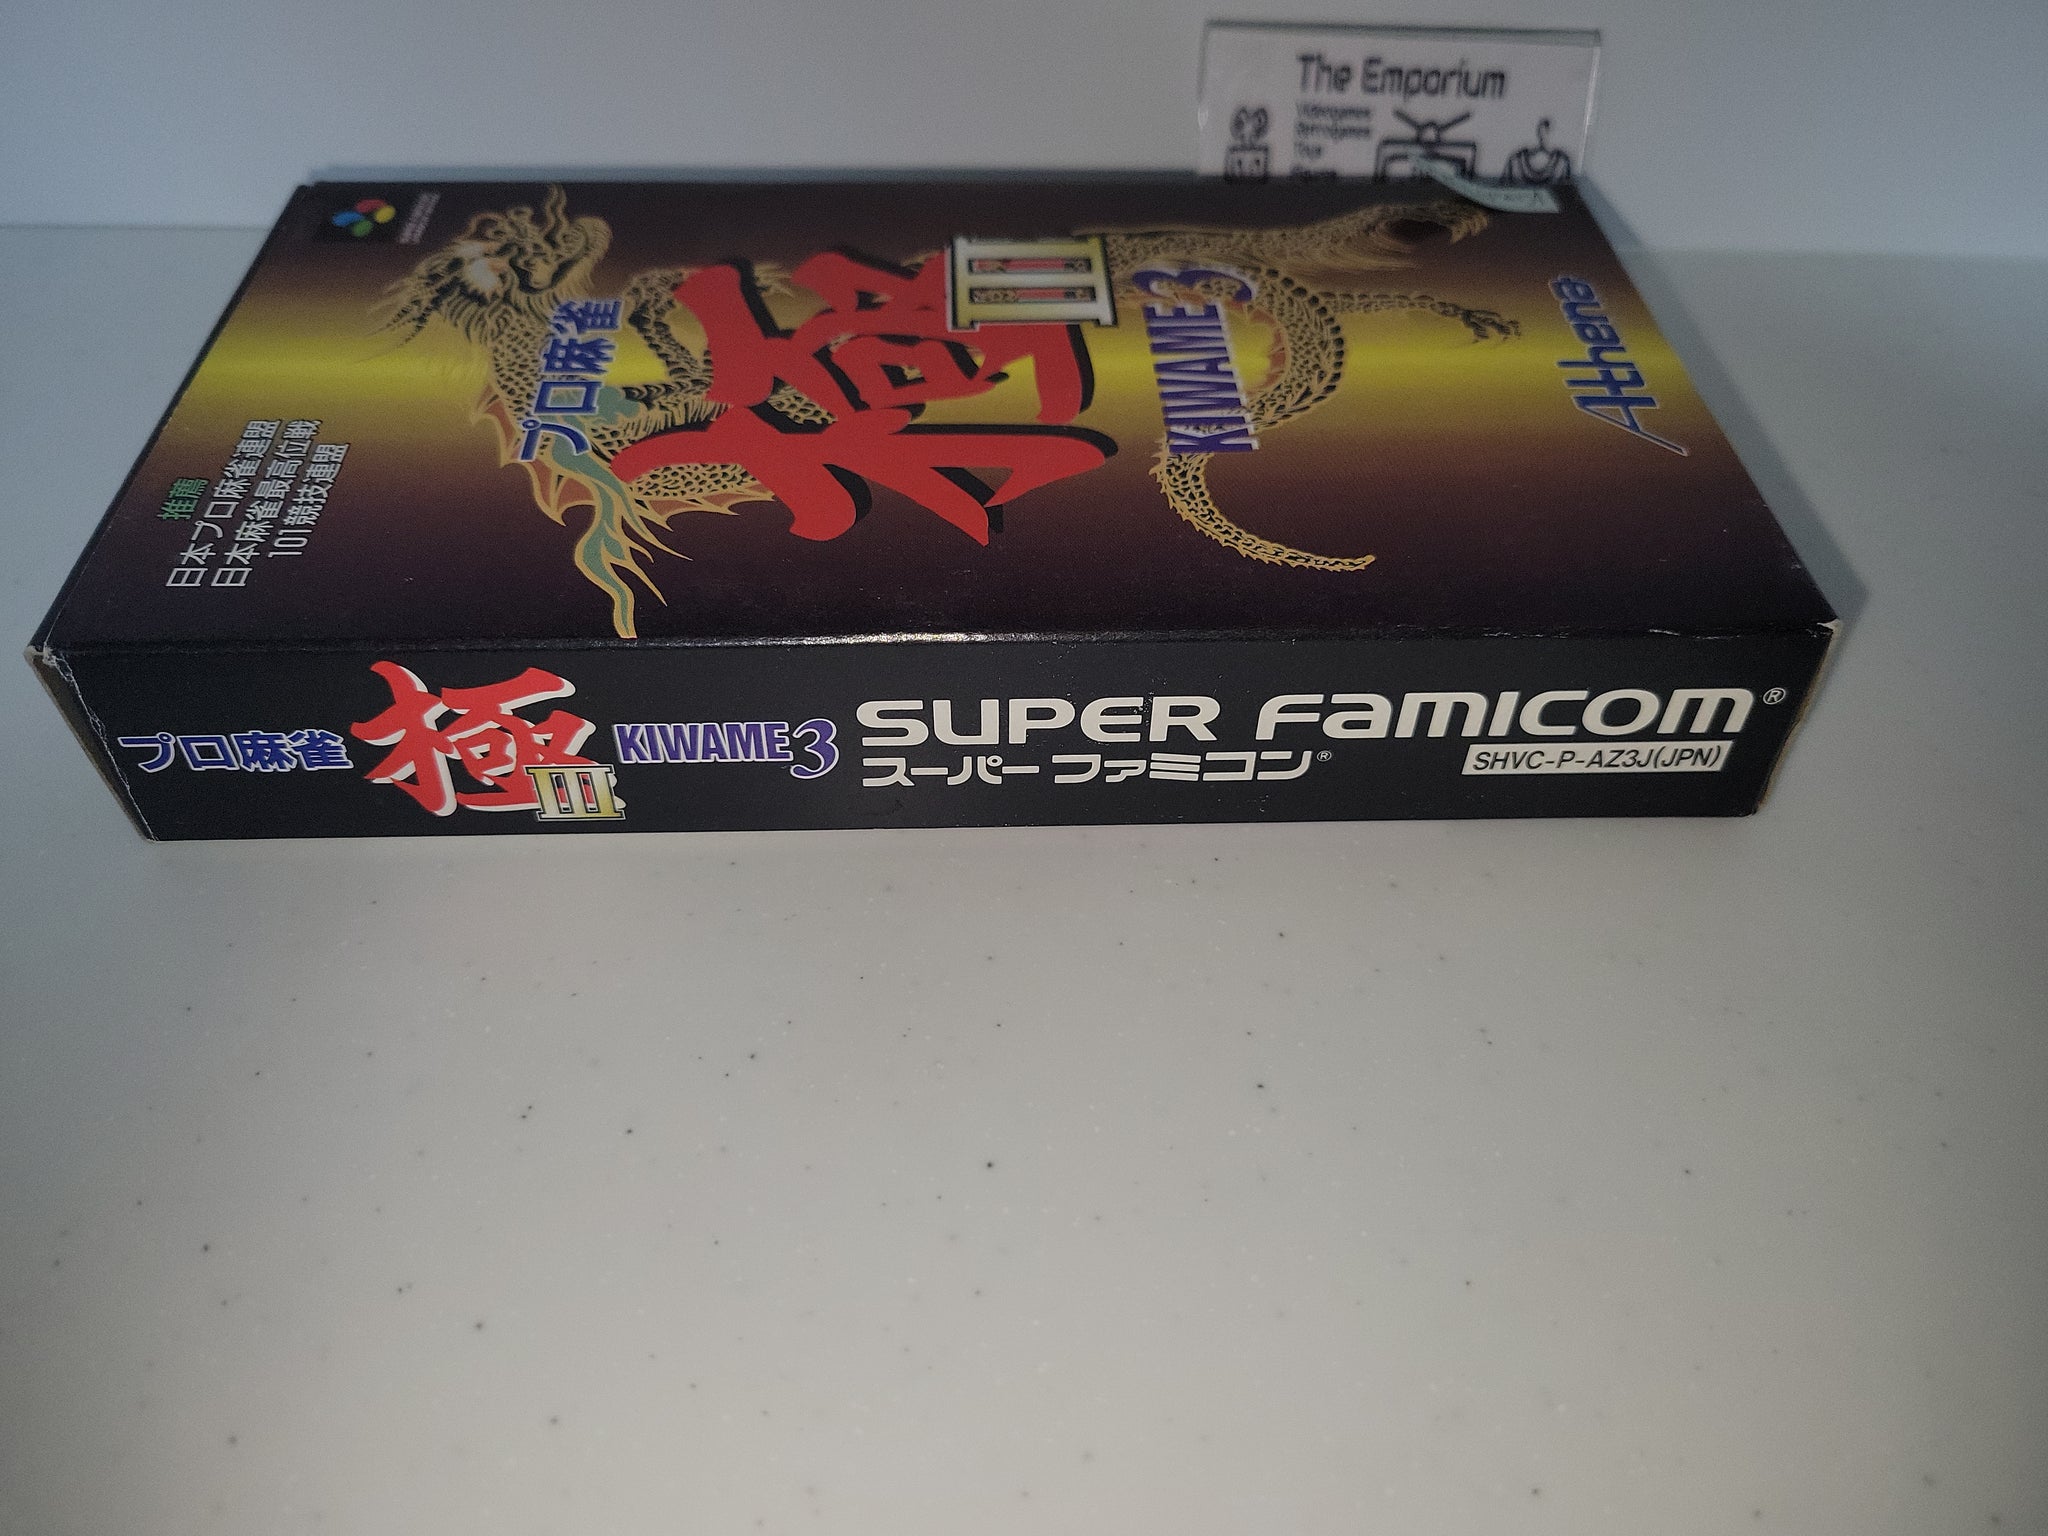 The Emporium
Videogames
Retrogames
Toys
プロ麻雀
極
III
KIWAME 3
Athena
推薦
日本プロ麻雀連盟
日本麻雀最高位戦
101競技連盟
プロ麻雀 極 III KIWAME 3
SUPER FAMICOM®
スーパーファミコン®
SHVC-P-AZ3J(JPN)